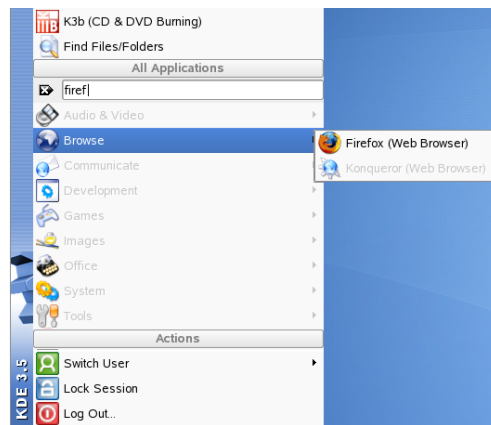 K3b (CD & DVD Burning)
Find Files/Folders
All Applications
firef
Audio & Video
Browse
Firefox (Web Browser)
Communicate
Konqueror (Web Browser)
Development
Games
Images
Office
System
Tools
Actions
Switch User
Lock Session
Log Out...
KDE 3.5